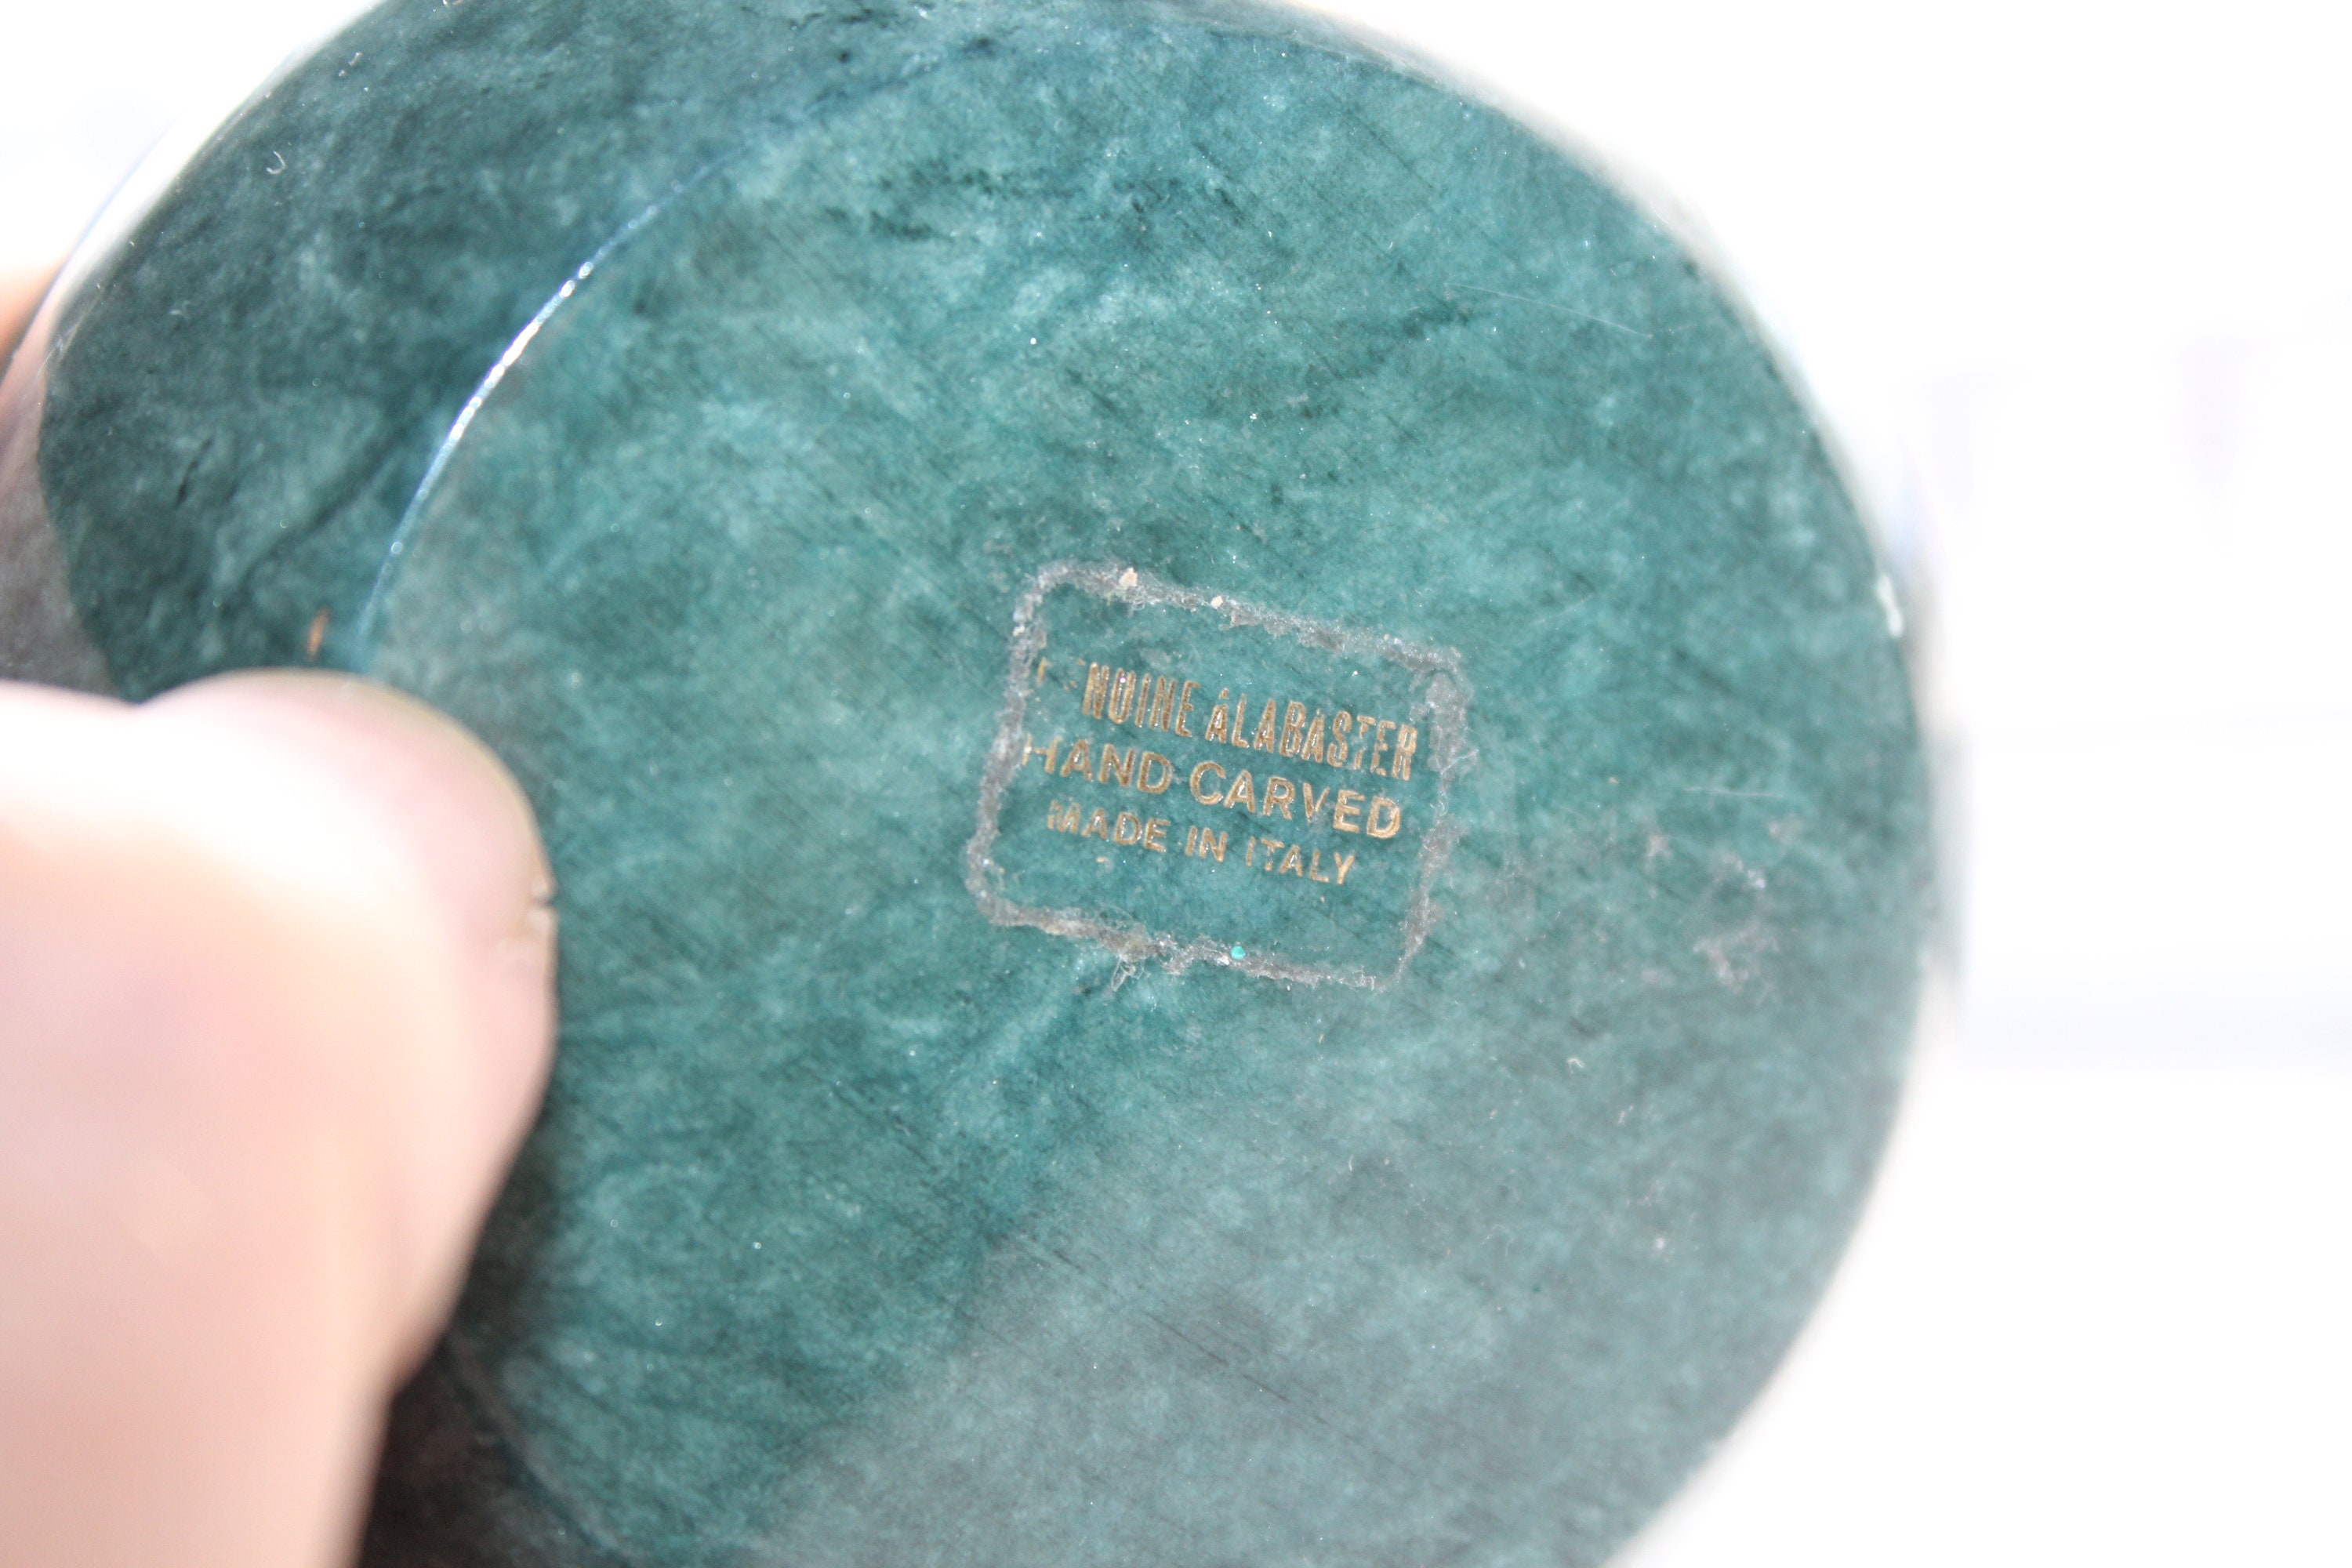 NUINE ALABASTER
HAND CARVED
MADE IN ITALY